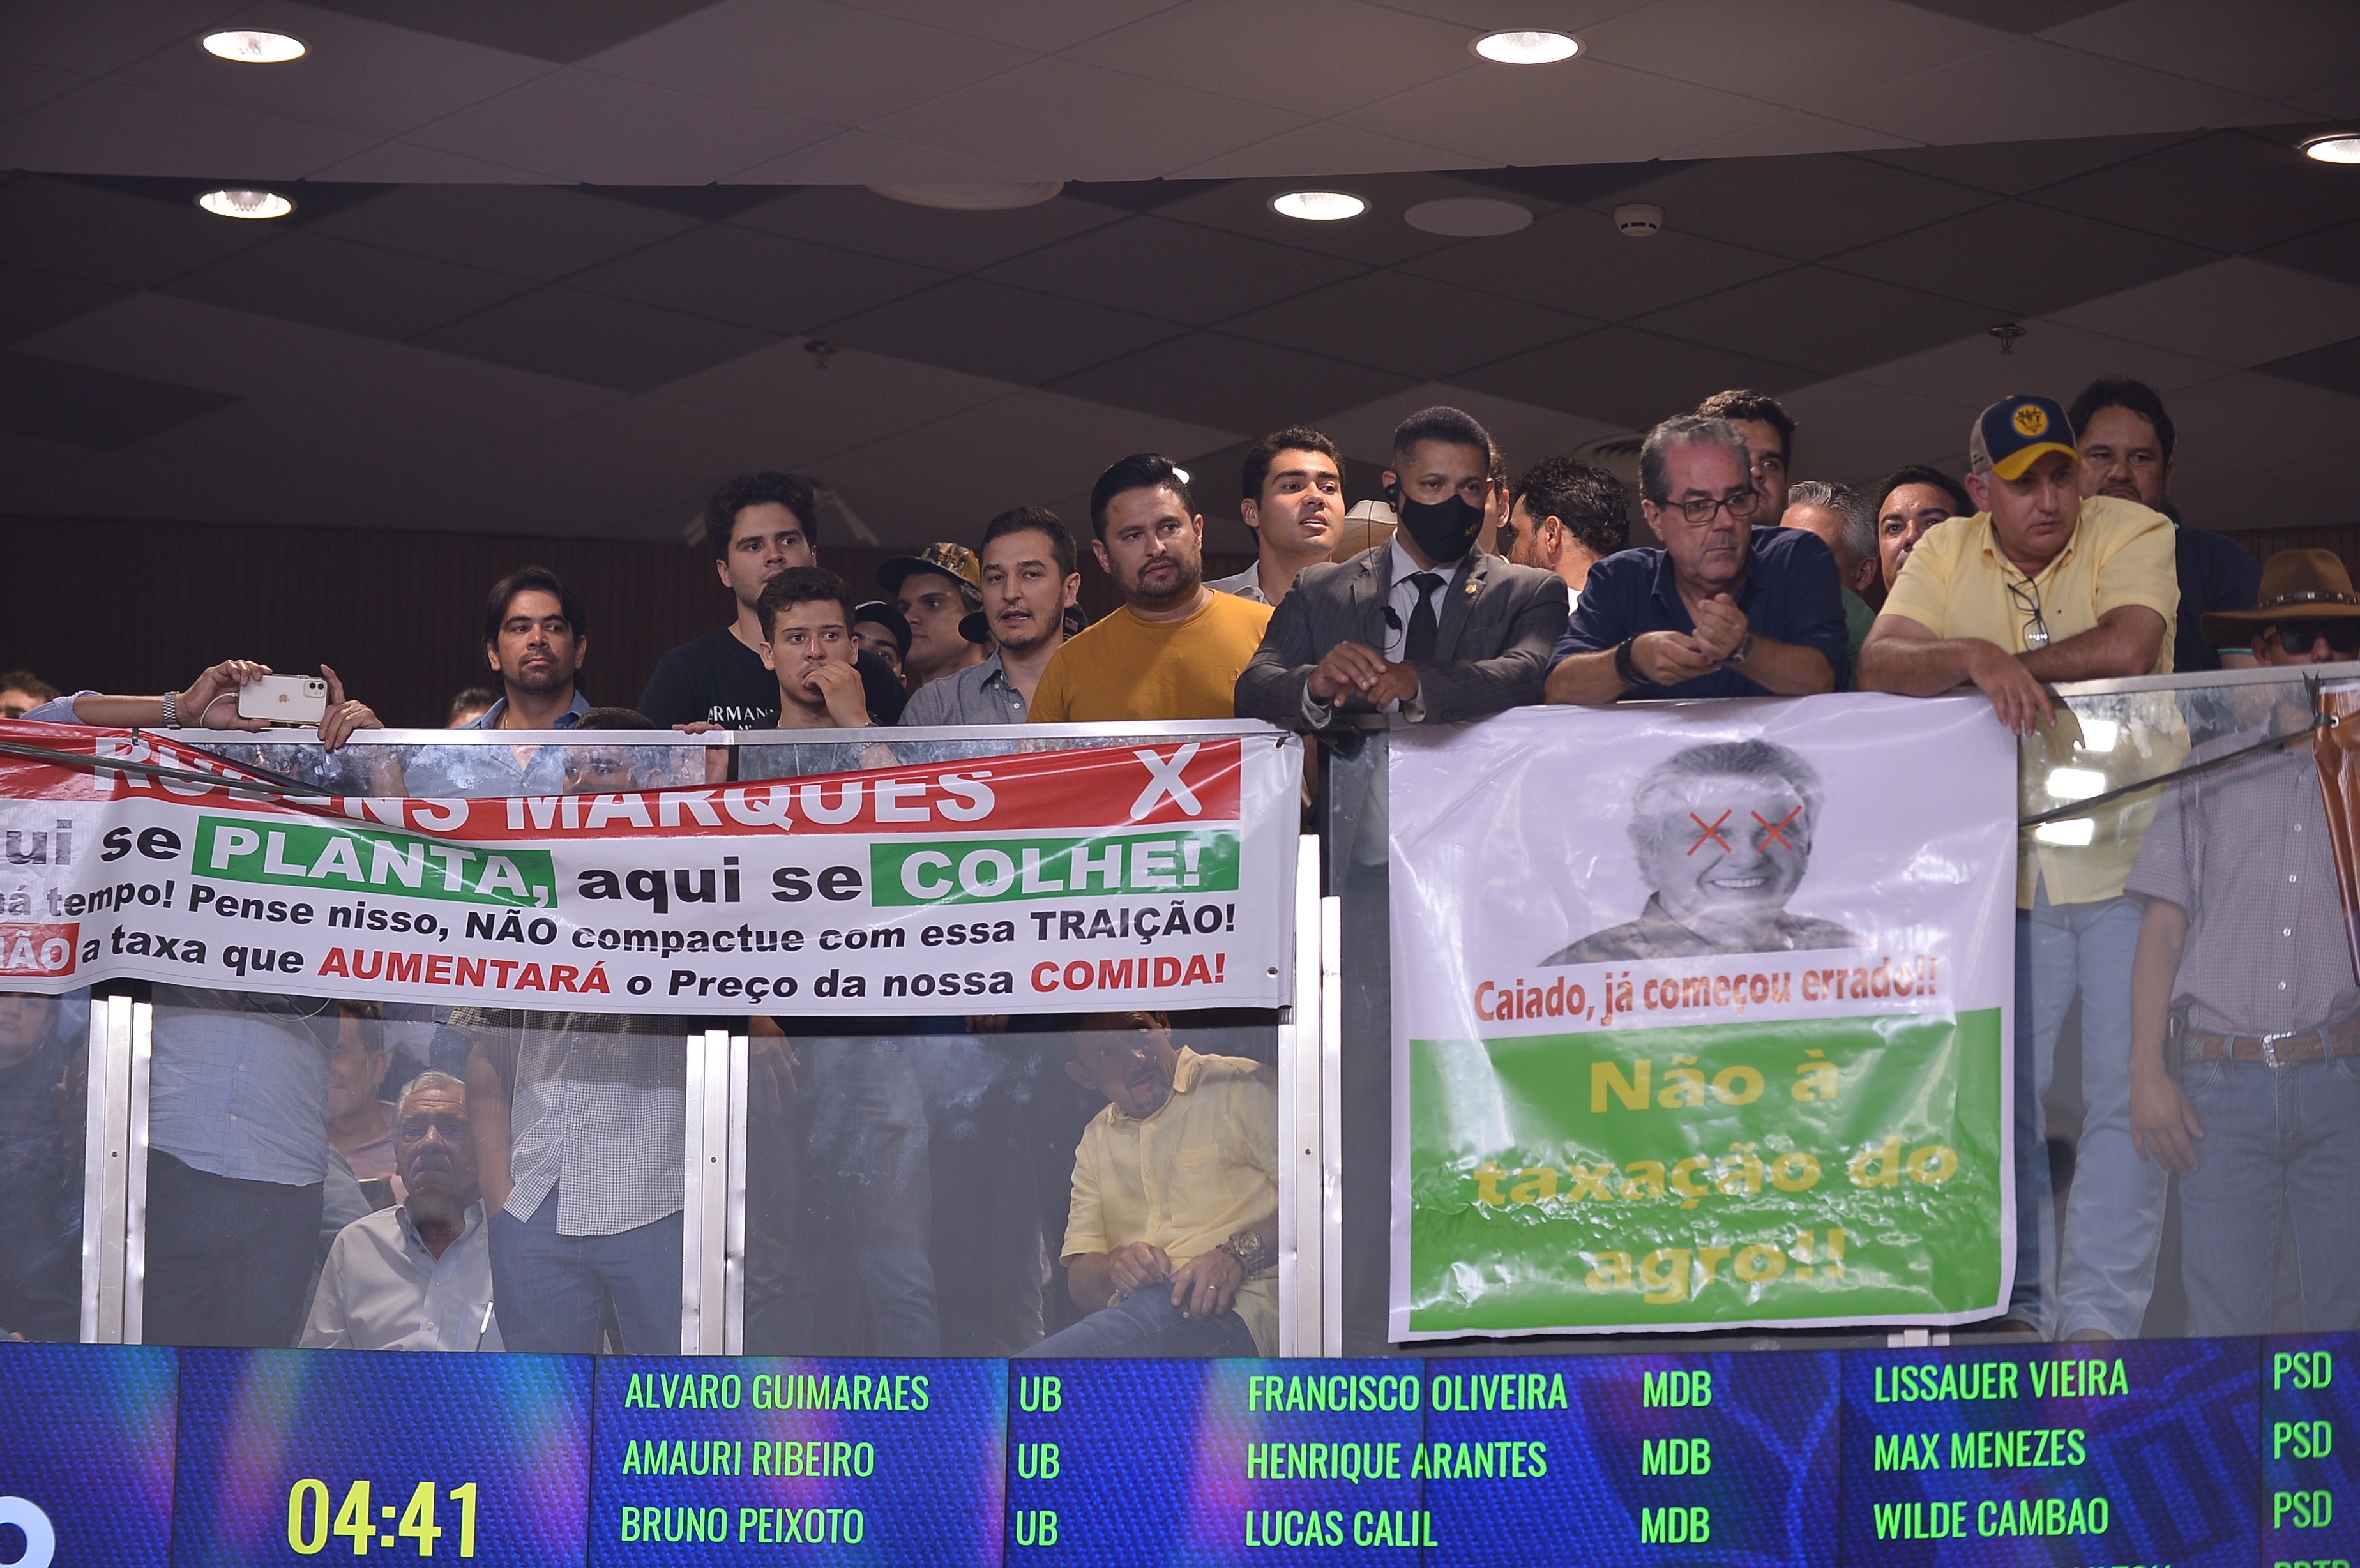 ARMANI
RUBENS MARQUES X
ui se PLANTA, aqui se COLHE!
há tempo! Pense nisso, NÃO compactue com essa TRAIÇÃO!
NÃO a taxa que AUMENTARÁ o Preço da nossa COMIDA!
Caiado, já começou errado!!
Não à
taxação do
agro!!
04:41
ALVARO GUIMARAES UB FRANCISCO OLIVEIRA MDB LISSAUER VIEIRA PSD
AMAURI RIBEIRO UB HENRIQUE ARANTES MDB MAX MENEZES PSD
BRUNO PEIXOTO UB LUCAS CALIL MDB WILDE CAMBAO PSD